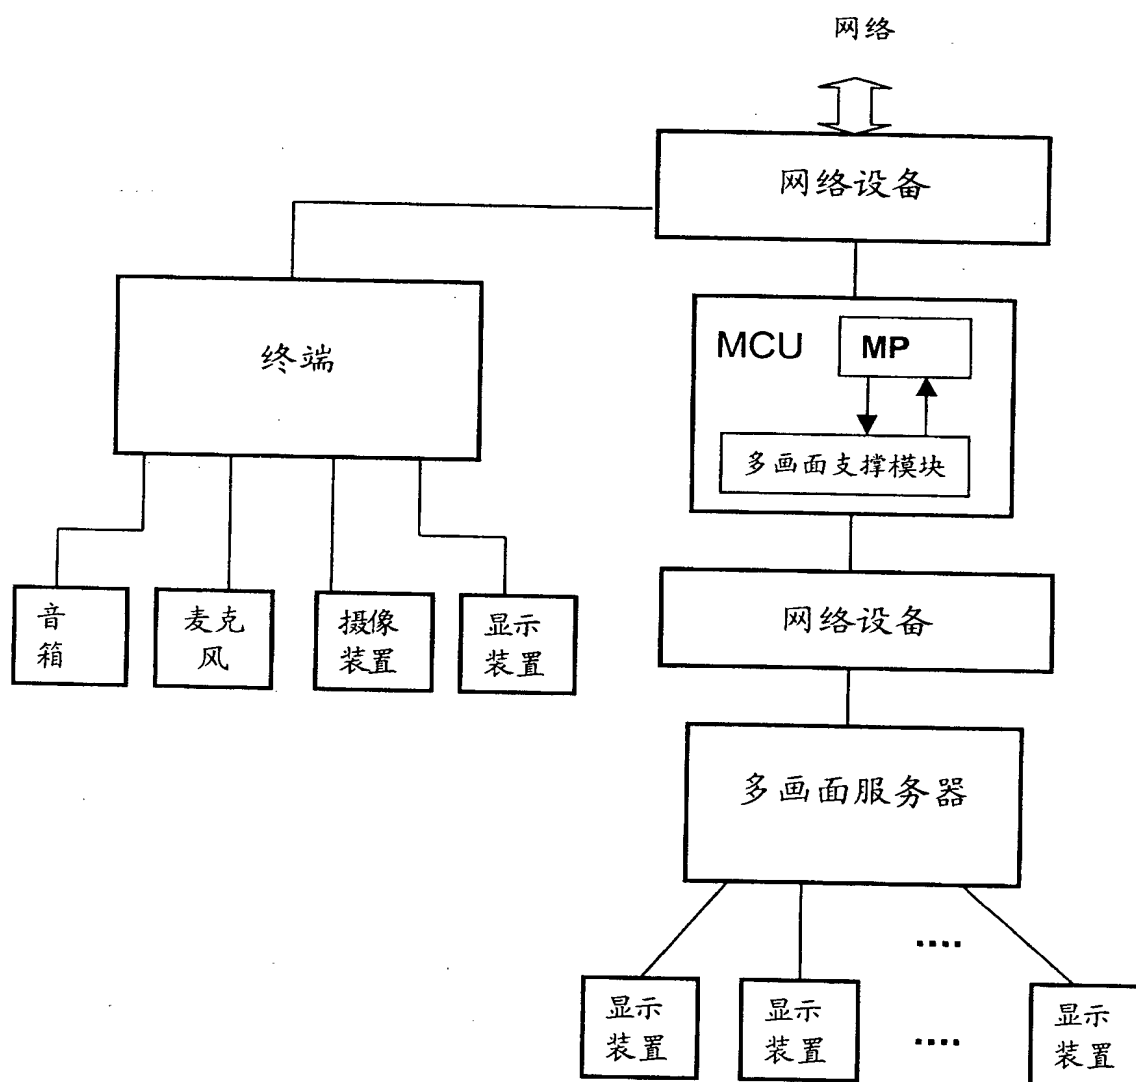 网络
网络设备
终端
MCU
MP
多画面支撑模块
音
箱
麦克
风
摄像
装置
显示
装置
网络设备
多画面服务器
....
显示
装置
显示
装置
....
显示
装置